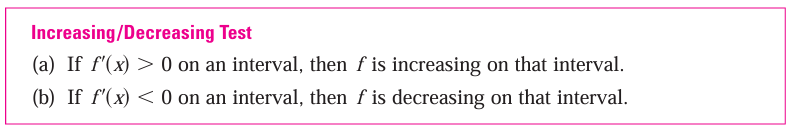 Increasing/Decreasing Test
(a) If f′(x) > 0 on an interval, then f is increasing on that interval.
(b) If f′(x) < 0 on an interval, then f is decreasing on that interval.